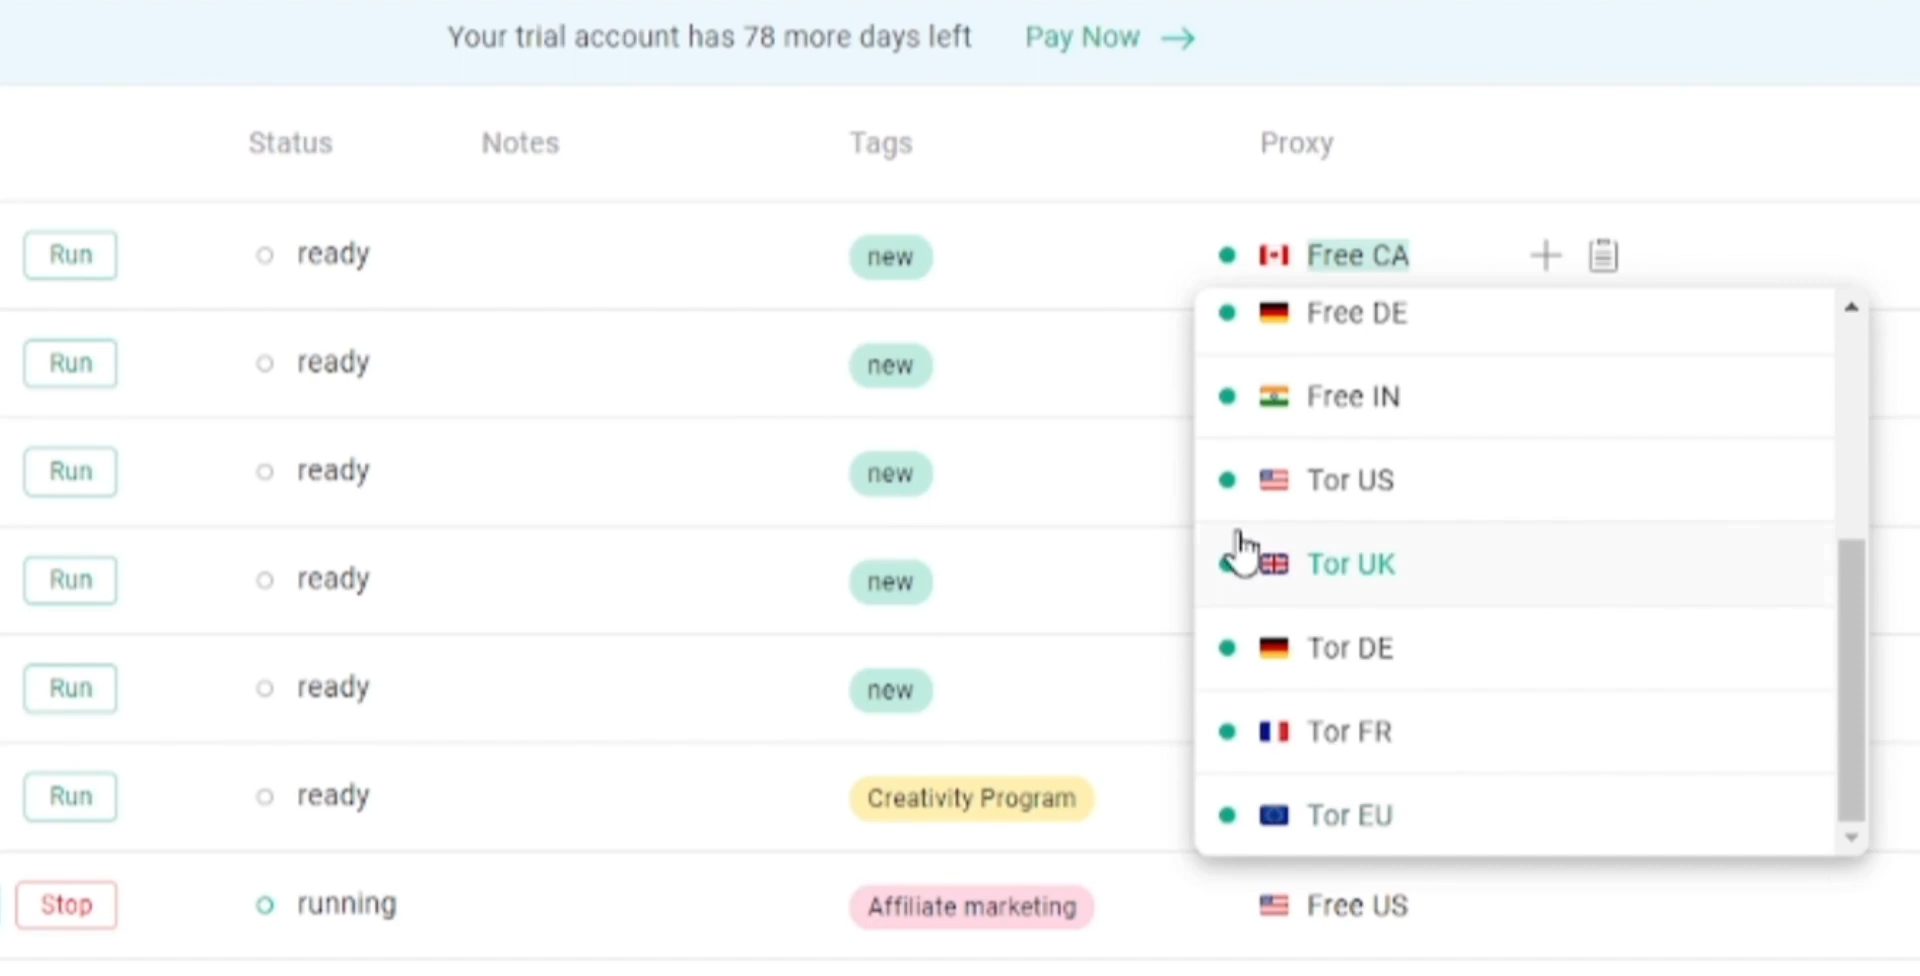 Your trial account has 78 more days left Pay Now
Status Notes Tags Proxy
Run ready new Free CA
Free DE
Run ready new
Free IN
Run ready new Tor US
Run ready new Tor UK
Tor DE
Run ready new
Tor FR
Run ready Creativity Program Tor EU
Stop running Affiliate marketing Free US